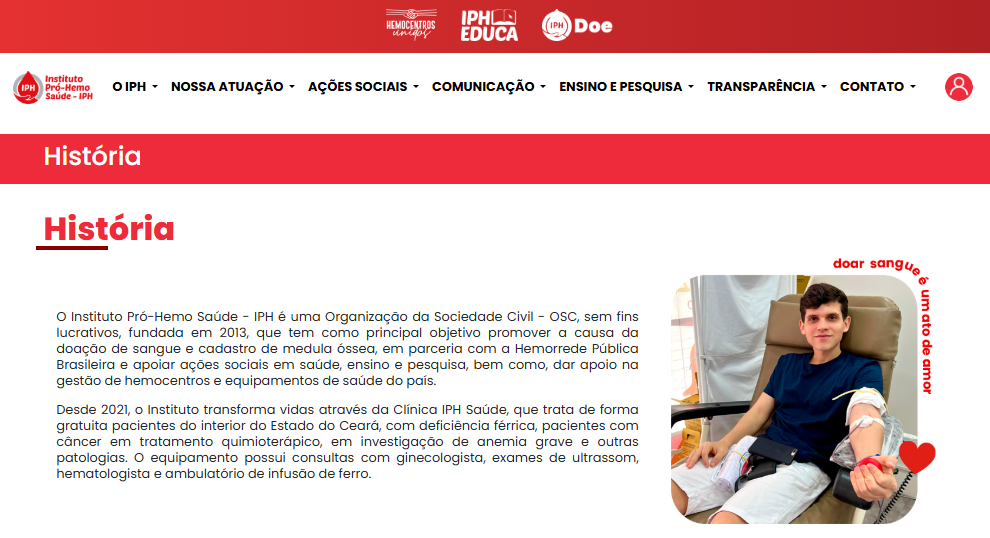 HEMOCENTROS
unidos
IPH
EDUCA
IPH Doe
IPH
Instituto
Pró-Hemo
Saúde - IPH
O IPH
NOSSA ATUAÇÃO
AÇÕES SOCIAIS
COMUNICAÇÃO
ENSINO E PESQUISA
TRANSPARÊNCIA
CONTATO
História
História
doar sangue é um ato de amor
O Instituto Pró-Hemo Saúde - IPH é uma Organização da Sociedade Civil - OSC, sem fins
lucrativos, fundada em 2013, que tem como principal objetivo promover a causa da
doação de sangue e cadastro de medula óssea, em parceria com a Hemorrede Pública
Brasileira e apoiar ações sociais em saúde, ensino e pesquisa, bem como, dar apoio na
gestão de hemocentros e equipamentos de saúde do país.
Desde 2021, o Instituto transforma vidas através da Clínica IPH Saúde, que trata de forma
gratuita pacientes do interior do Estado do Ceará, com deficiência férrica, pacientes com
câncer em tratamento quimioterápico, em investigação de anemia grave e outras
patologias. O equipamento possui consultas com ginecologista, exames de ultrassom,
hematologista e ambulatório de infusão de ferro.